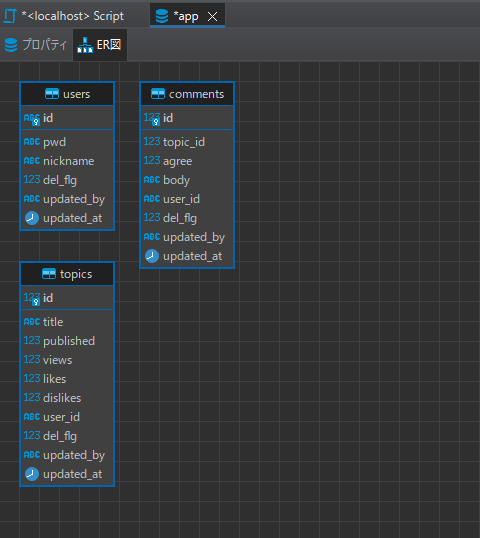 *<localhost> Script
*app
プロパティ
ER図
users
ABC id
ABC pwd
ABC nickname
123 del_flg
ABC updated_by
updated_at
comments
123 id
123 topic_id
123 agree
ABC body
ABC user_id
123 del_flg
ABC updated_by
updated_at
topics
123 id
ABC title
123 published
123 views
123 likes
123 dislikes
ABC user_id
123 del_flg
ABC updated_by
updated_at